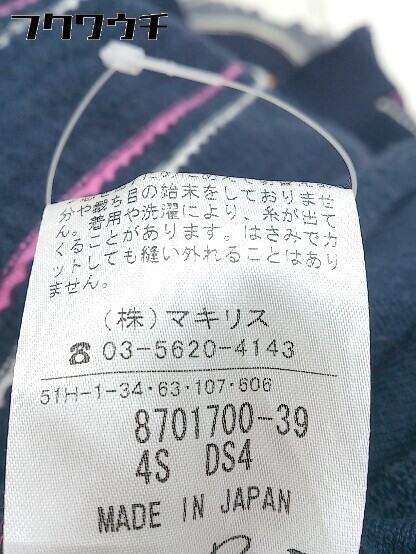 フクワウチ
分や裁ち目の始末をしておりませ
ん。着用や洗濯により、糸が出て
くることがあります。はさみでカ
ットしても縫い外れることはあり
ません。
（株）マキリス
☎ 03-5620-4143
51H-1-34・63・107・606
8701700-39
4S DS4
MADE IN JAPAN